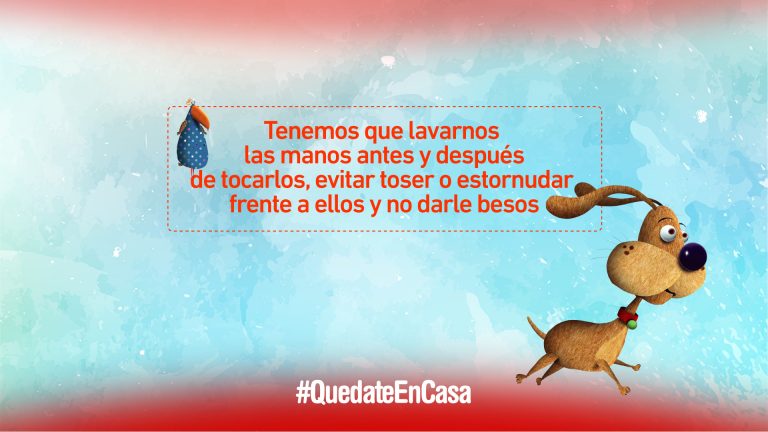 Tenemos que lavarnos
las manos antes y después
de tocarlos, evitar toser o estornudar
frente a ellos y no darle besos
#QuedateEnCasa